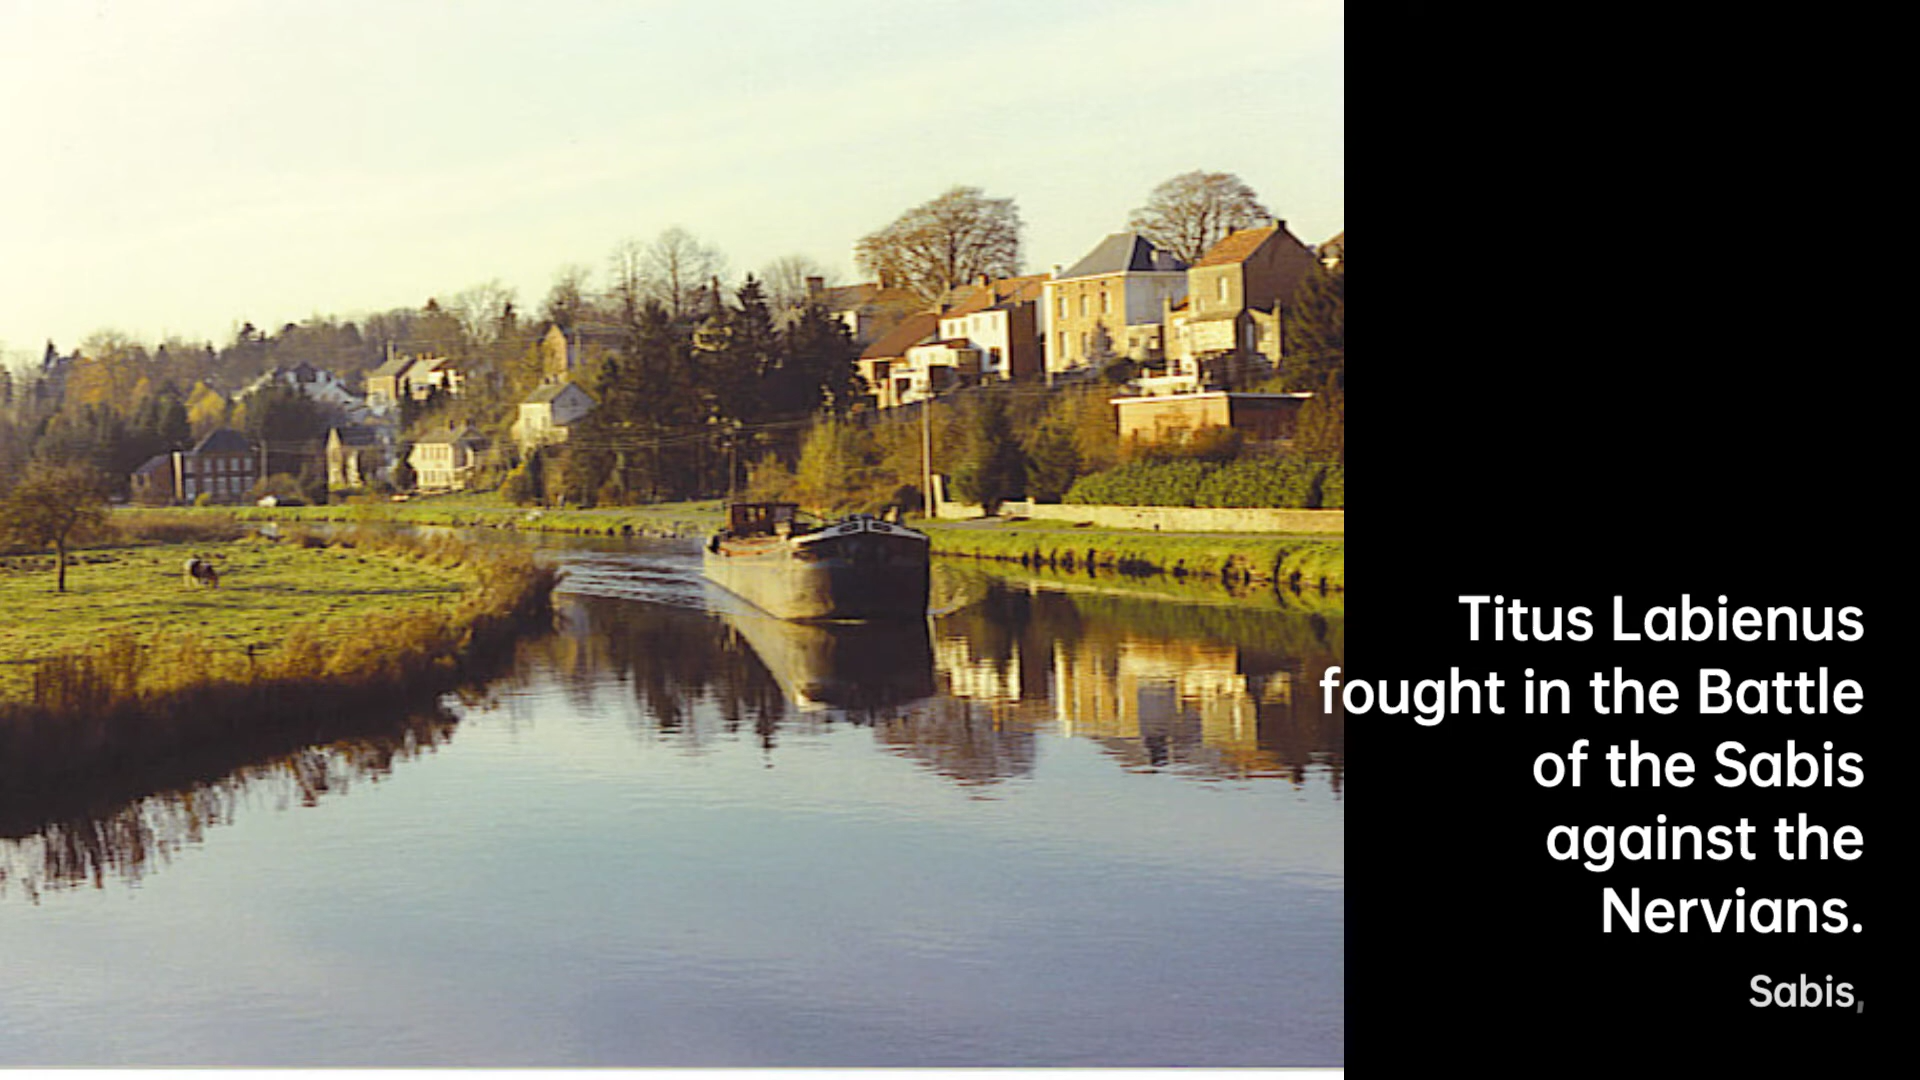 Titus Labienus
fought in the Battle
of the Sabis
against the
Nervians.
Sabis,